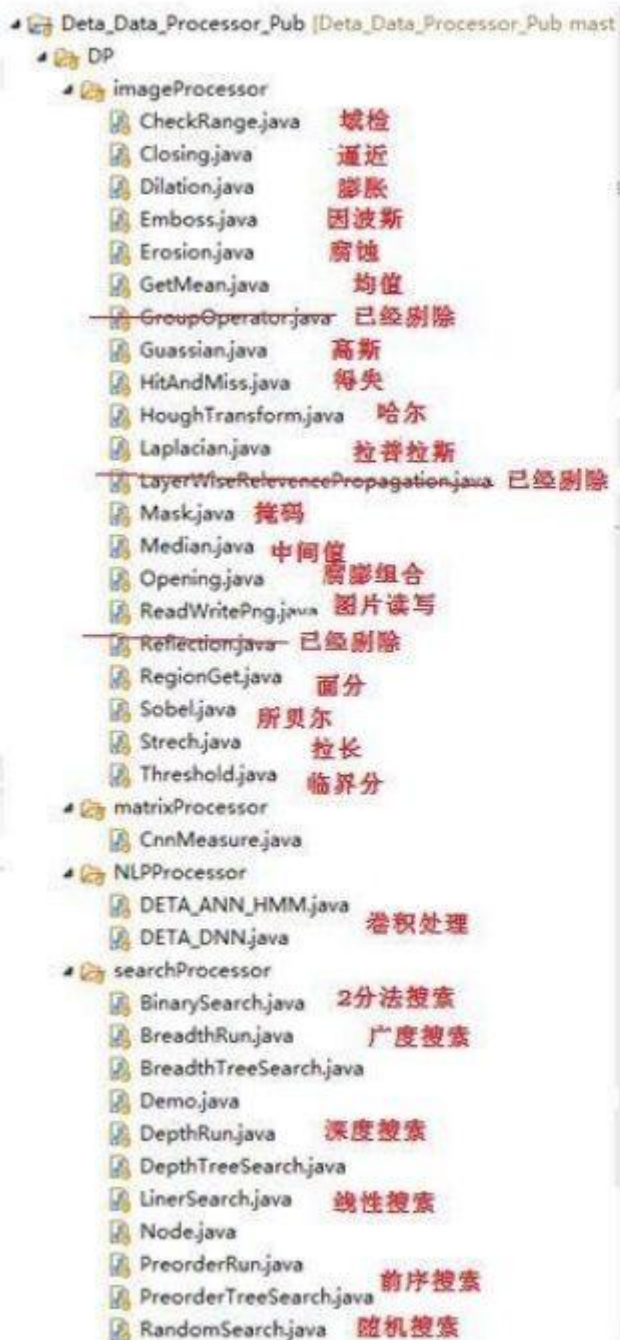 Deta_Data_Processor_Pub [Deta_Data_Processor_Pub mast
DP
imageProcessor
CheckRange.java 域检
Closing.java 逼近
Dilation.java 膨胀
Emboss.java 因波斯
Erosion.java 腐蚀
GetMean.java 均值
GroupOperator.java 已经删除
Guassian.java 高斯
HitAndMiss.java 得失
HoughTransform.java 哈尔
Laplacian.java 拉普拉斯
LayerWiseRelevencePropagation.java 已经删除
Mask.java 掩码
Median.java 中间值
Opening.java 腐膨组合
ReadWritePng.java 图片读写
Reflection.java 已经删除
RegionGet.java 面分
Sobel.java 所贝尔
Strech.java 拉长
Threshold.java 临界分
matrixProcessor
CnnMeasure.java
NLPProcessor
DETA_ANN_HMM.java
卷积处理
DETA_DNN.java
searchProcessor
BinarySearch.java 2分法搜索
BreadthRun.java 广度搜索
BreadthTreeSearch.java
Demo.java
DepthRun.java 深度搜索
DepthTreeSearch.java
LinerSearch.java 线性搜索
Node.java
PreorderRun.java
前序搜索
PreorderTreeSearch.java
RandomSearch.java 随机搜索